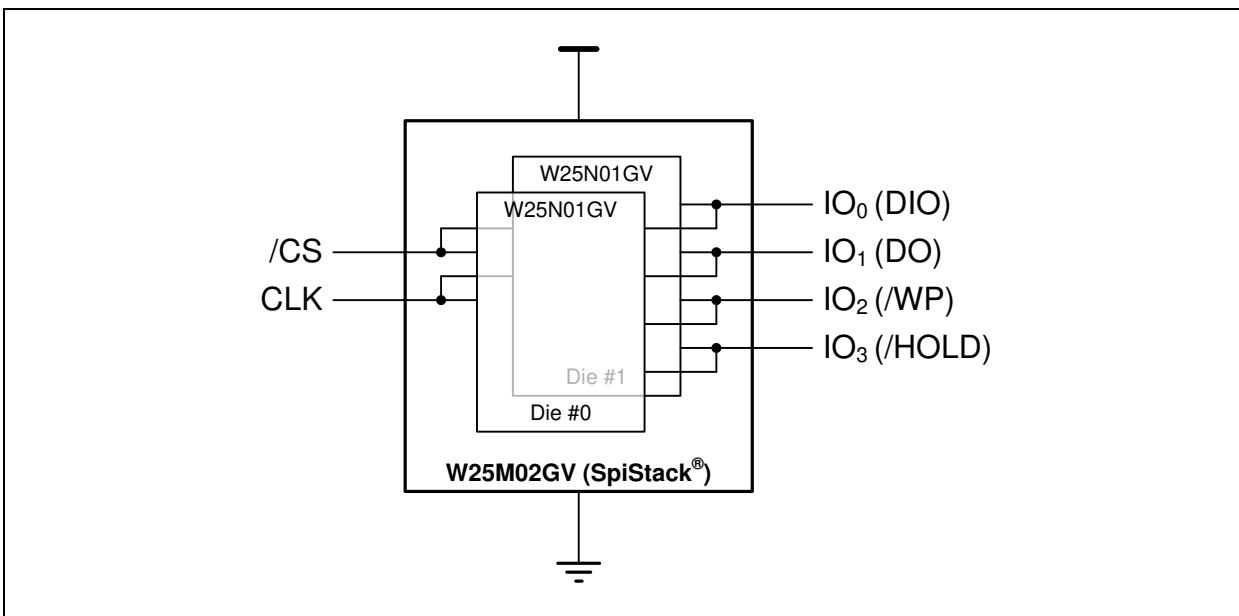 W25N01GV
W25N01GV
/CS
CLK
IO₀ (DIO)
IO₁ (DO)
IO₂ (/WP)
IO₃ (/HOLD)
Die #1
Die #0
W25M02GV (SpiStack®)